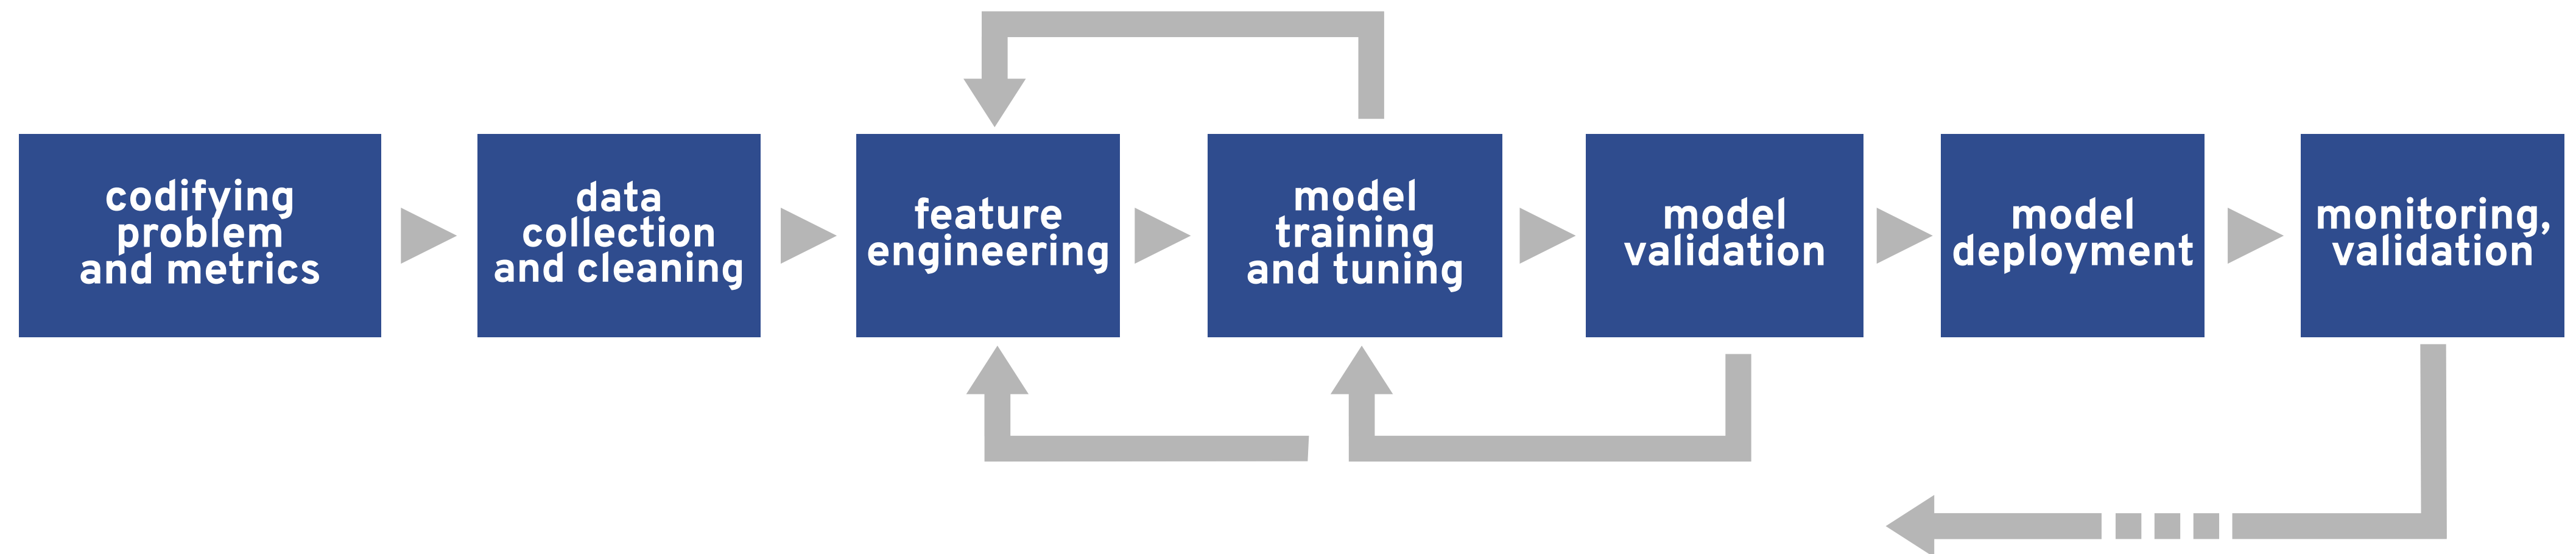 codifying
problem
and metrics
data
collection
and cleaning
feature
engineering
model
training
and tuning
model
validation
model
deployment
monitoring,
validation